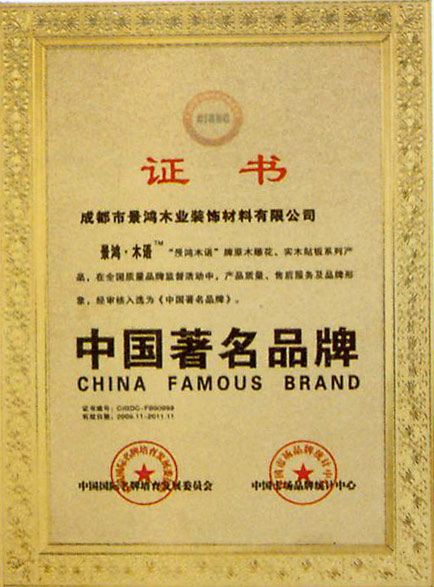 证书
成都市景鸿木业装饰材料有限公司
景鸿·木语™ “景鸿木语”牌原木雕花、实木贴板系列产
品，在全国质量品牌监督活动中，产品质量、售后服务及品牌形
象，经审核入选为《中国著名品牌》。
中国著名品牌
CHINA FAMOUS BRAND
证书编号：
有效日期：2009.11-2011.11
中国国际名牌培育发展委员会
中国市场品牌统计中心